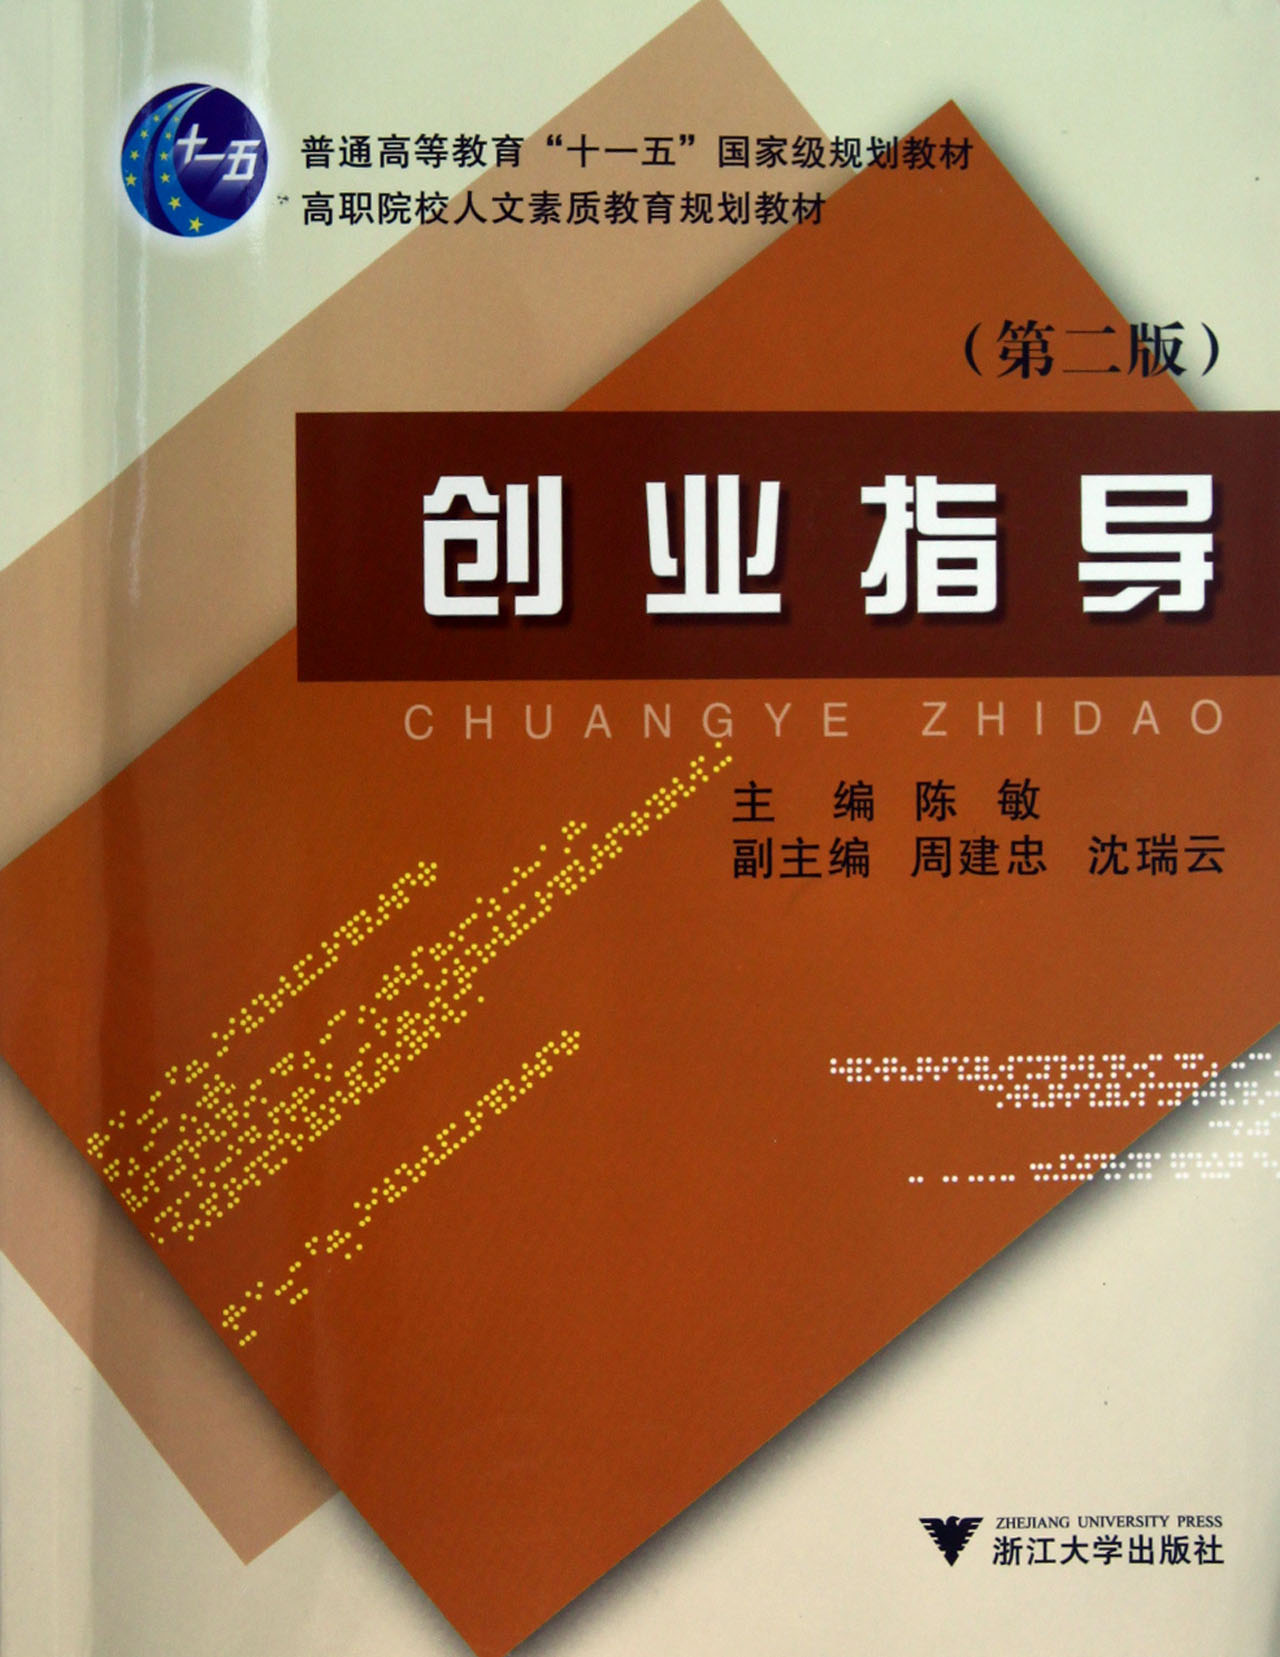 十一五
普通高等教育“十一五”国家级规划教材
高职院校人文素质教育规划教材
（第二版）
创业指导
CHUANGYE ZHIDAO
主 编 陈 敏
副主编 周建忠 沈瑞云
ZHEJIANG UNIVERSITY PRESS
浙江大学出版社